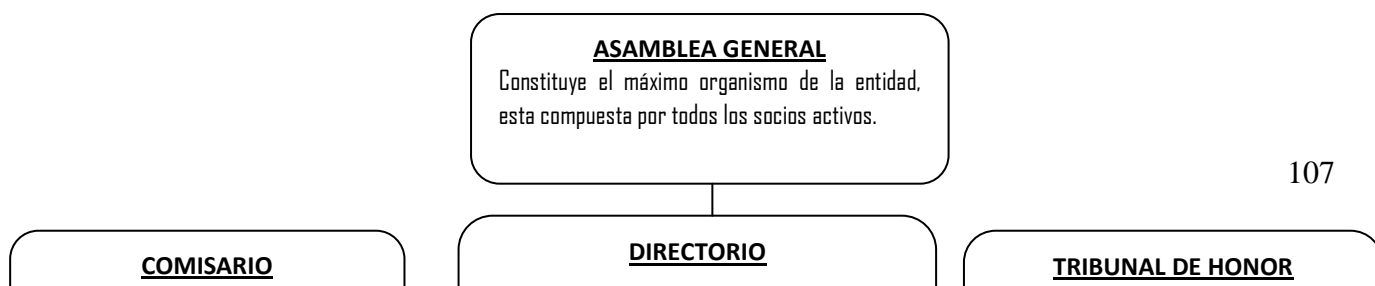 ASAMBLEA GENERAL
Constituye el máximo organismo de la entidad,
esta compuesta por todos los socios activos.
107
COMISARIO
DIRECTORIO
TRIBUNAL DE HONOR